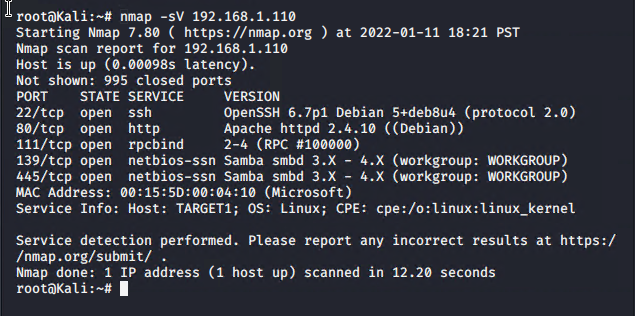 root@Kali:~# nmap -sV 192.168.1.110
Starting Nmap 7.80 ( https://nmap.org ) at 2022-01-11 18:21 PST
Nmap scan report for 192.168.1.110
Host is up (0.00098s latency).
Not shown: 995 closed ports
PORT    STATE SERVICE     VERSION
22/tcp  open  ssh         OpenSSH 6.7p1 Debian 5+deb8u4 (protocol 2.0)
80/tcp  open  http        Apache httpd 2.4.10 ((Debian))
111/tcp open  rpcbind     2-4 (RPC #100000)
139/tcp open  netbios-ssn Samba smbd 3.X - 4.X (workgroup: WORKGROUP)
445/tcp open  netbios-ssn Samba smbd 3.X - 4.X (workgroup: WORKGROUP)
MAC Address: 00:15:5D:00:04:10 (Microsoft)
Service Info: Host: TARGET1; OS: Linux; CPE: cpe:/o:linux:linux_kernel

Service detection performed. Please report any incorrect results at https:/
/nmap.org/submit/ .
Nmap done: 1 IP address (1 host up) scanned in 12.20 seconds
root@Kali:~#